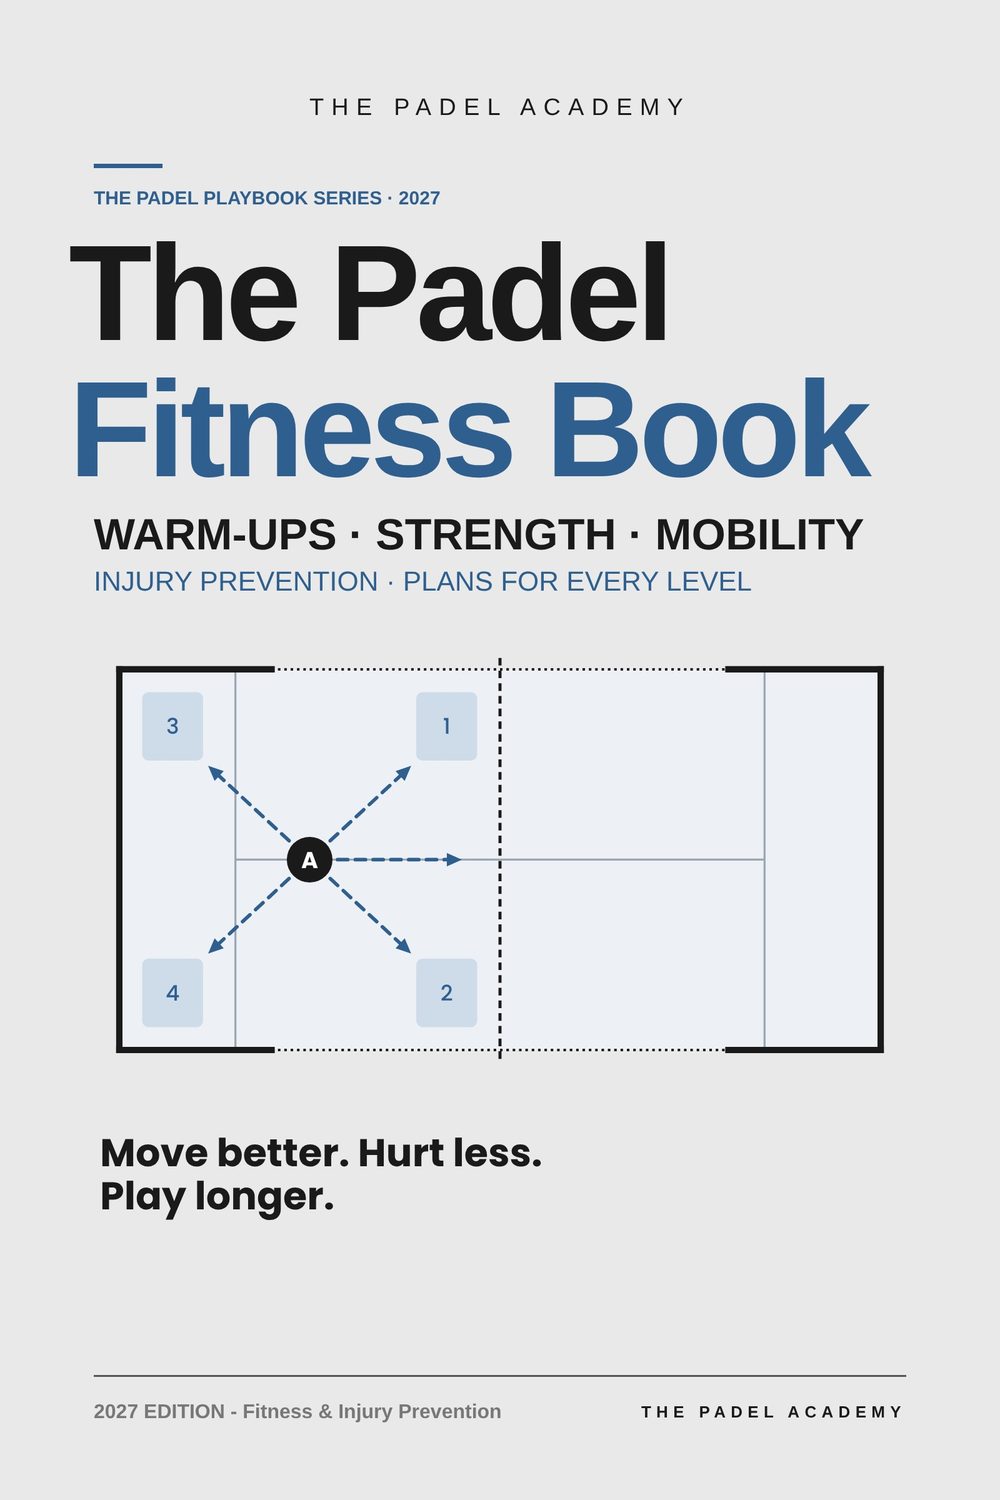 THE PADEL ACADEMY
THE PADEL PLAYBOOK SERIES · 2027
The Padel
Fitness Book
WARM-UPS · STRENGTH · MOBILITY
INJURY PREVENTION · PLANS FOR EVERY LEVEL
3 1
A
4 2
Move better. Hurt less.
Play longer.
2027 EDITION - Fitness & Injury Prevention
THE PADEL ACADEMY